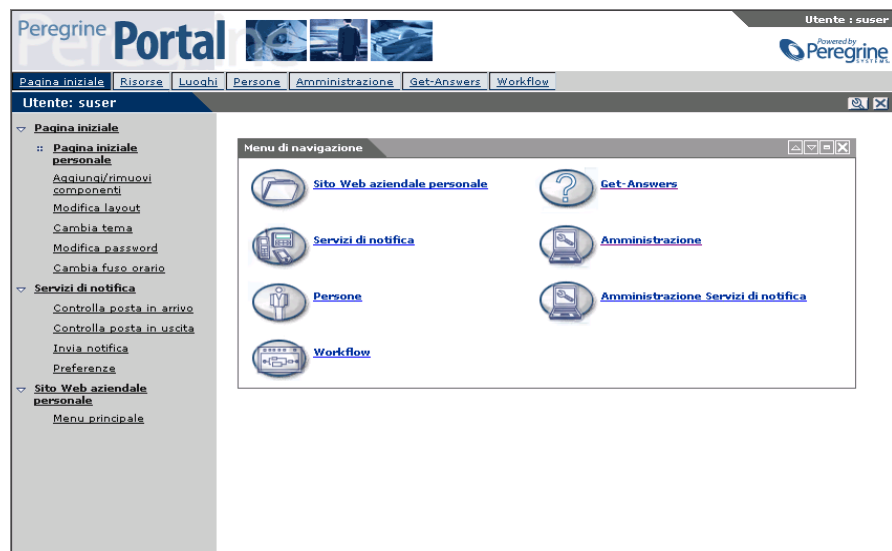 Utente : suser
Peregrine Portal
Powered by
Peregrine
SYSTEMS
Pagina iniziale Risorse Luoghi Persone Amministrazione Get-Answers Workflow
Utente: suser
Pagina iniziale
Pagina iniziale
personale
Aggiungi/rimuovi
componenti
Modifica layout
Cambia tema
Modifica password
Cambia fuso orario
Servizi di notifica
Controlla posta in arrivo
Controlla posta in uscita
Invia notifica
Preferenze
Sito Web aziendale
personale
Menu principale
Menu di navigazione
Sito Web aziendale personale
Get-Answers
Servizi di notifica
Amministrazione
Persone
Amministrazione Servizi di notifica
Workflow